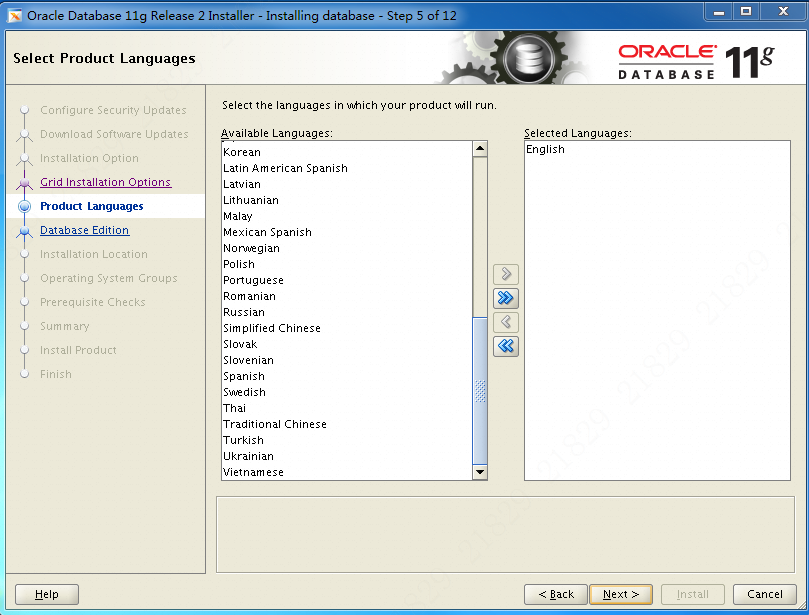 Oracle Database 11g Release 2 Installer - Installing database - Step 5 of 12
Select Product Languages
ORACLE
DATABASE 11g
Configure Security Updates
Download Software Updates
Installation Option
Grid Installation Options
Product Languages
Database Edition
Installation Location
Operating System Groups
Prerequisite Checks
Summary
Install Product
Finish
Select the languages in which your product will run.
Available Languages:
Korean
Latin American Spanish
Latvian
Lithuanian
Malay
Mexican Spanish
Norwegian
Polish
Portuguese
Romanian
Russian
Simplified Chinese
Slovak
Slovenian
Spanish
Swedish
Thai
Traditional Chinese
Turkish
Ukrainian
Vietnamese
Selected Languages:
English
Help
< Back
Next >
Install
Cancel
21829 21829 21829 21829